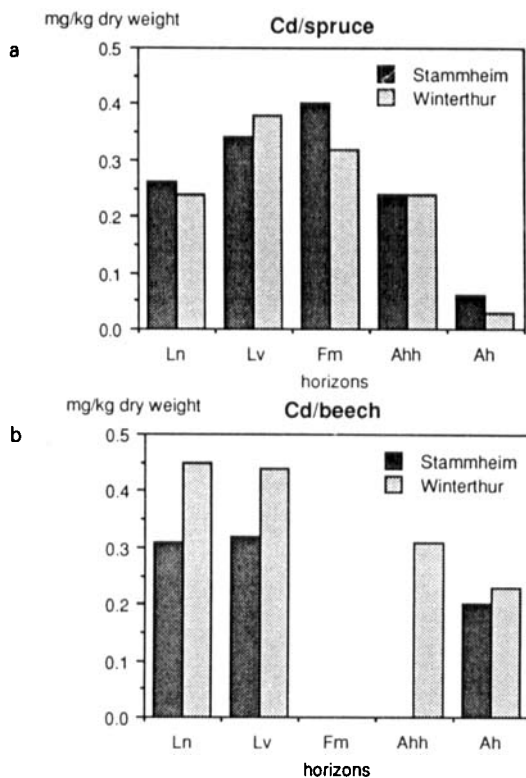 mg/kg dry weight
Cd/spruce
a
0.5
0.4
0.3
0.2
0.1
0.0
Stammheim
Winterthur
Ln Lv Fm Ahh Ah
horizons
mg/kg dry weight
Cd/beech
b
0.5
0.4
0.3
0.2
0.1
0.0
Stammheim
Winterthur
Ln Lv Fm Ahh Ah
horizons